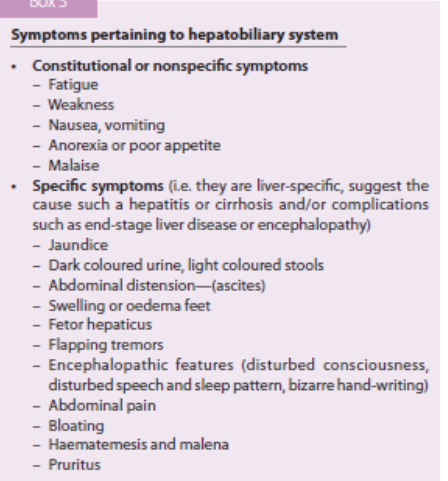 BOX 5
Symptoms pertaining to hepatobiliary system
• Constitutional or nonspecific symptoms
– Fatigue
– Weakness
– Nausea, vomiting
– Anorexia or poor appetite
– Malaise
• Specific symptoms (i.e. they are liver-specific, suggest the
cause such a hepatitis or cirrhosis and/or complications
such as end-stage liver disease or encephalopathy)
– Jaundice
– Dark coloured urine, light coloured stools
– Abdominal distension—(ascites)
– Swelling or oedema feet
– Fetor hepaticus
– Flapping tremors
– Encephalopathic features (disturbed consciousness,
disturbed speech and sleep pattern, bizarre hand-writing)
– Abdominal pain
– Bloating
– Haematemesis and malena
– Pruritus